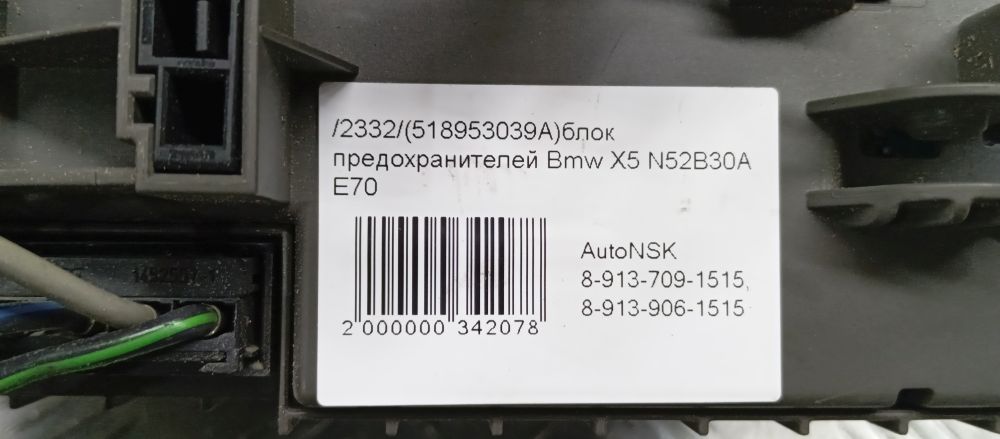 /2332/(518953039A)блок
предохранителей Bmw X5 N52B30A
E70
AutoNSK
8-913-709-1515,
8-913-906-1515
2 000000 342078